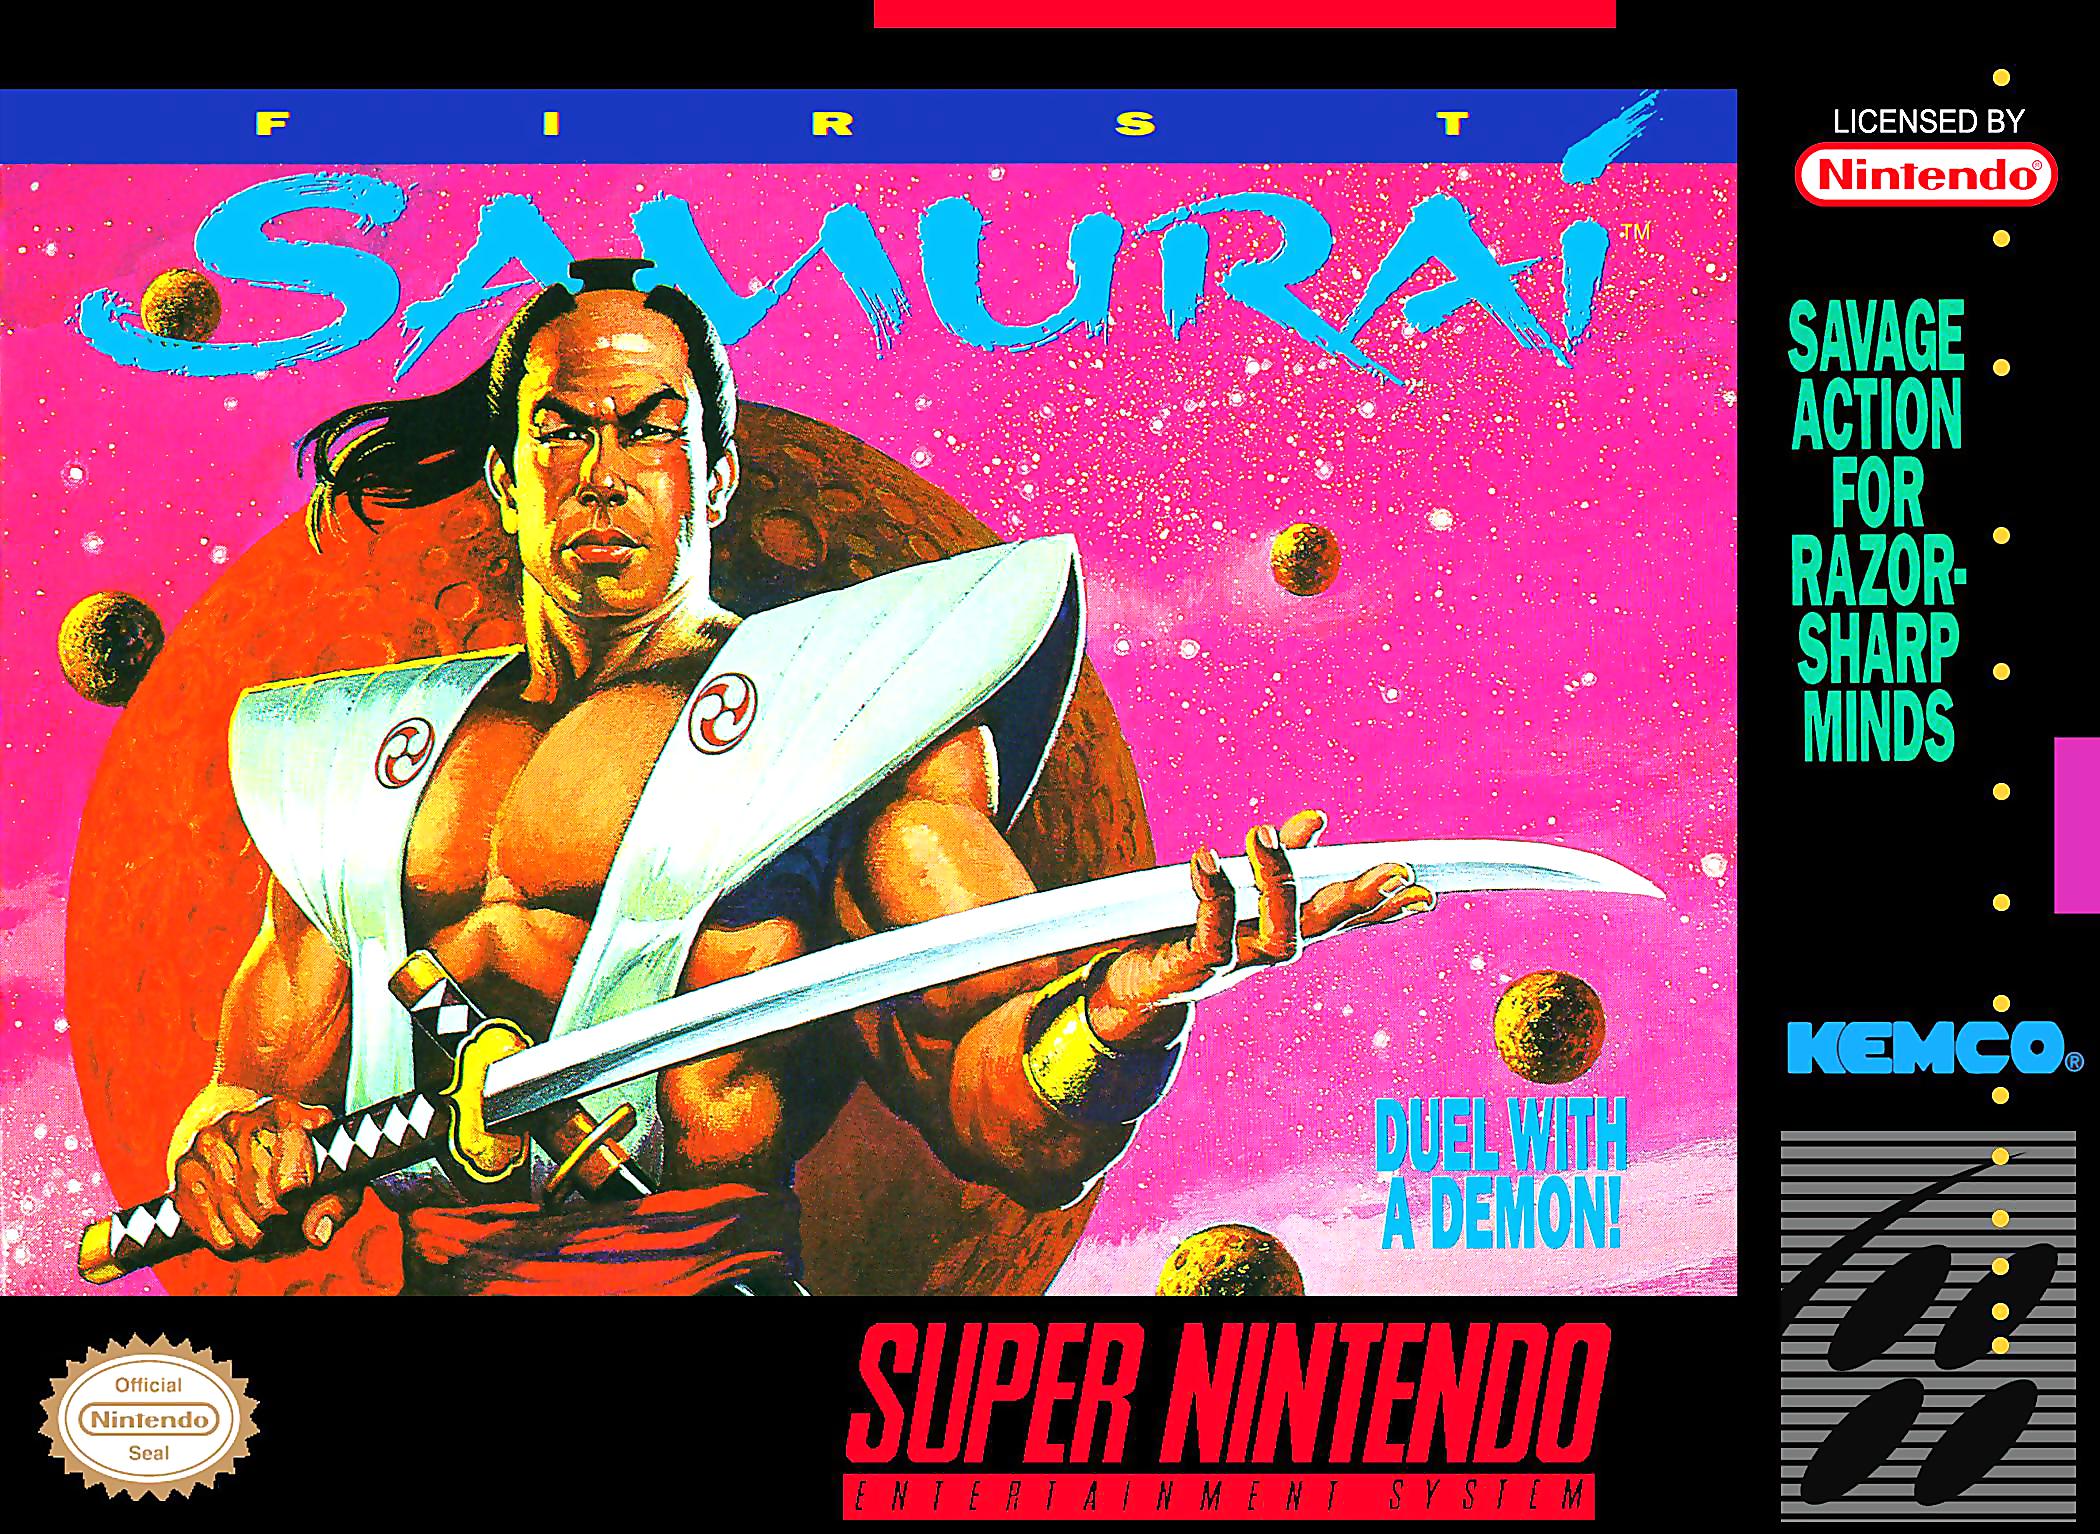 F I R S T
SAMURAI™
LICENSED BY
Nintendo®
SAVAGE
ACTION
FOR
RAZOR-
SHARP
MINDS
KEMCO®
DUEL WITH
A DEMON!
Official
Nintendo
Seal
SUPER NINTENDO
ENTERTAINMENT SYSTEM